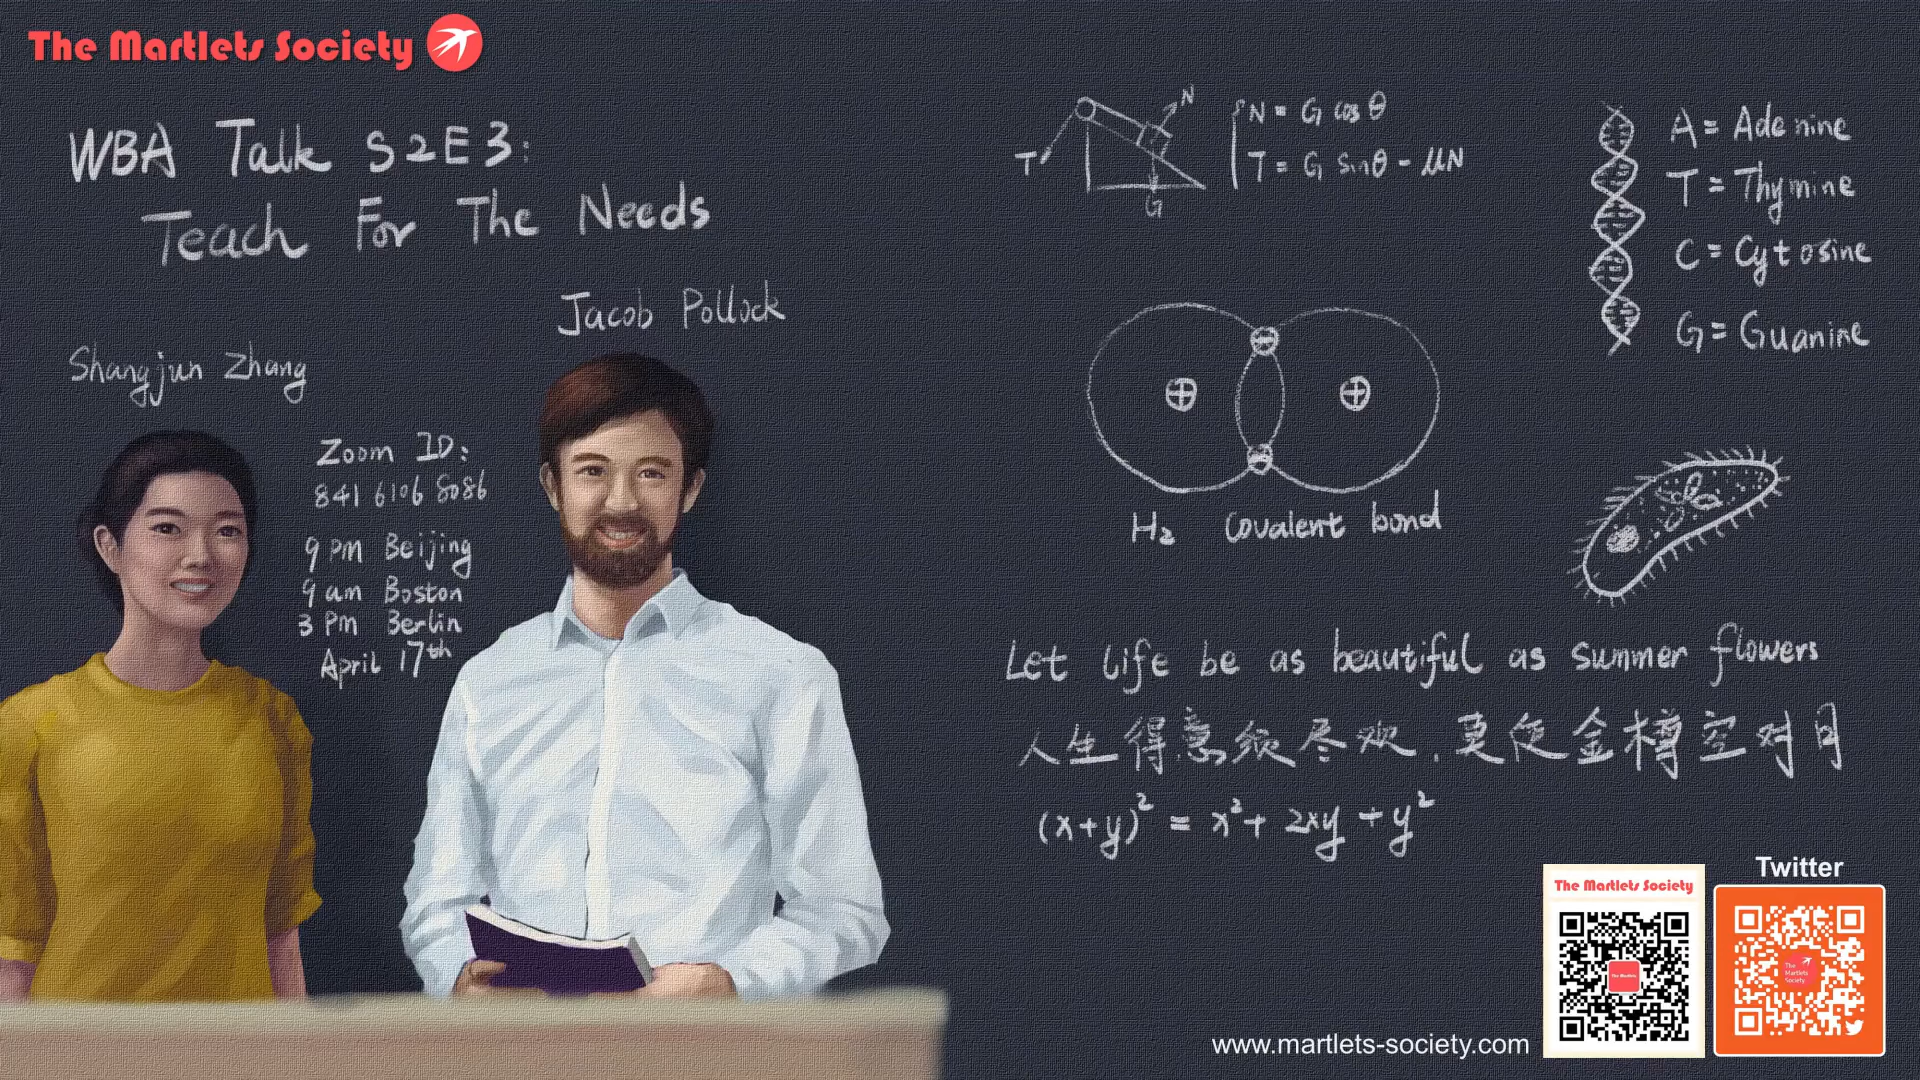 The Martlets Society
WBA Talk S2E3:
Teach For The Needs
Jacob Pollock
Shangjun Zhang
Zoom ID:
841 6106 8086
9 pm Beijing
9 am Boston
3 pm Berlin
April 17th
T
N
G
N = G cos θ
T = G sinθ - μN
A = Adenine
T = Thymine
C = Cytosine
G = Guanine
H₂ covalent bond
Let life be as beautiful as summer flowers
人生得意须尽欢，莫使金樽空对月
(x+y)² = x² + 2xy + y²
The Martlets Society
Twitter
The Martlets Society
www.martlets-society.com